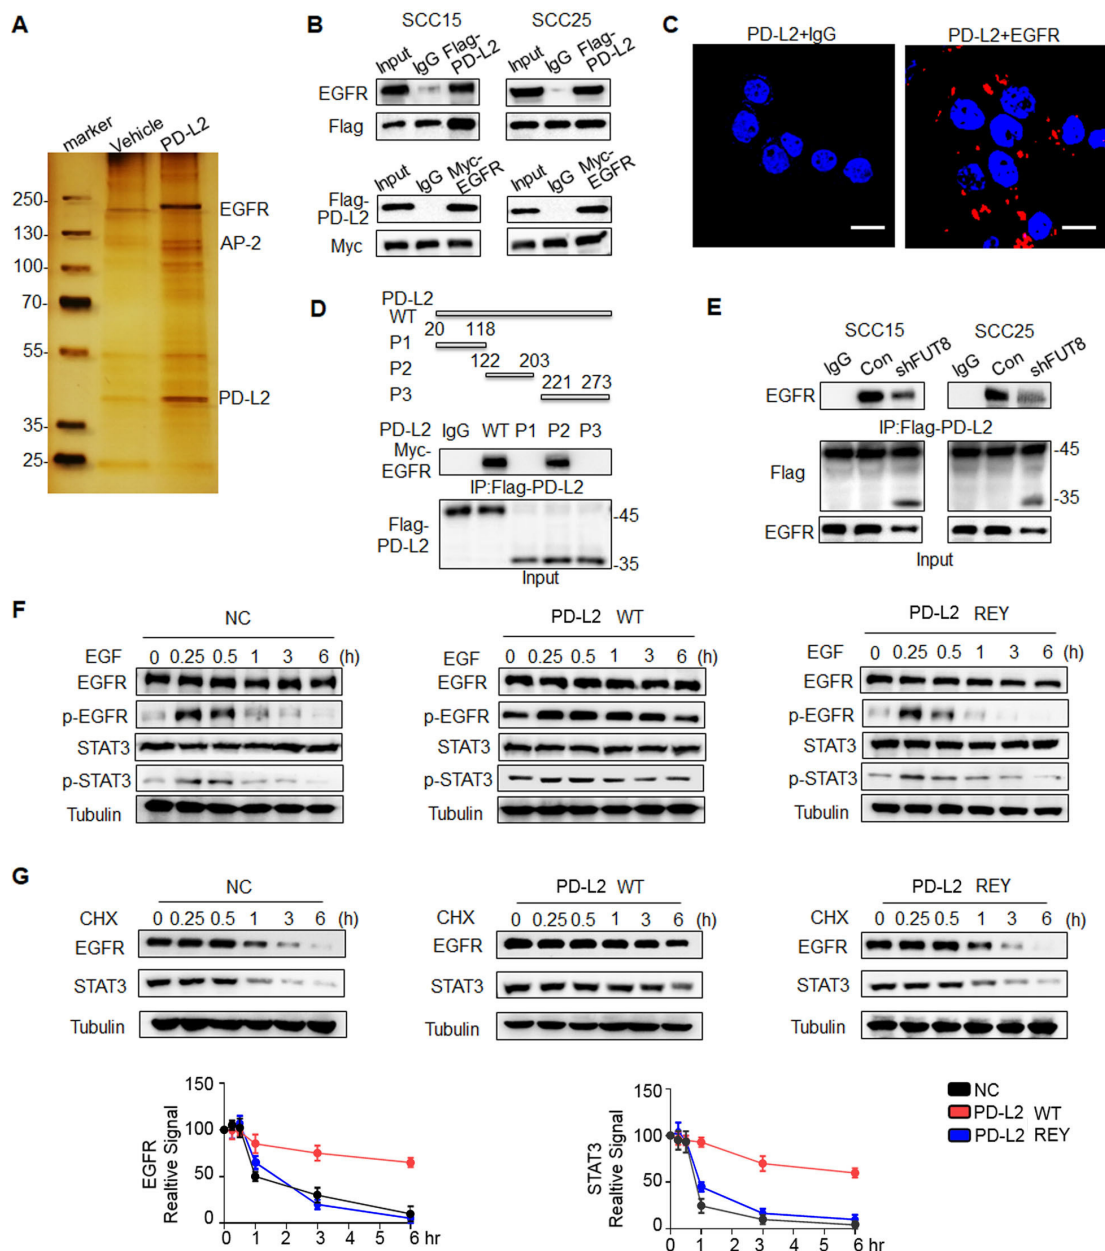 A
marker
Vehicle
PD-L2
250
130
100
70
55
35
25
EGFR
AP-2
PD-L2
B
SCC15 SCC25
Input IgG Flag-PD-L2 Input IgG Flag-PD-L2
EGFR
Flag
Input IgG Myc-EGFR Input IgG Myc-EGFR
Flag-
PD-L2
Myc
C
PD-L2+IgG PD-L2+EGFR
D
PD-L2
WT
20 118
P1
122 203
P2
221 273
P3
PD-L2 IgG WT P1 P2 P3
Myc-
EGFR
IP:Flag-PD-L2
Flag-
PD-L2
-45
-35
Input
E
SCC15 SCC25
IgG Con shFUT8 IgG Con shFUT8
EGFR
IP:Flag-PD-L2
Flag
-45
-35
EGFR
Input
F
NC
EGF 0 0.25 0.5 1 3 6 (h)
EGFR
p-EGFR
STAT3
p-STAT3
Tubulin
PD-L2 WT
EGF 0 0.25 0.5 1 3 6 (h)
EGFR
p-EGFR
STAT3
p-STAT3
Tubulin
PD-L2 REY
EGF 0 0.25 0.5 1 3 6 (h)
EGFR
p-EGFR
STAT3
p-STAT3
Tubulin
G
NC
CHX 0 0.25 0.5 1 3 6 (h)
EGFR
STAT3
Tubulin
PD-L2 WT
CHX 0 0.25 0.5 1 3 6 (h)
EGFR
STAT3
Tubulin
PD-L2 REY
CHX 0 0.25 0.5 1 3 6 (h)
EGFR
STAT3
Tubulin
EGFR
Realtive Signal
150
100
50
0
0 1 2 3 4 5 6 hr
STAT3
Realtive Signal
150
100
50
0
0 1 2 3 4 5 6 hr
NC
PD-L2 WT
PD-L2 REY